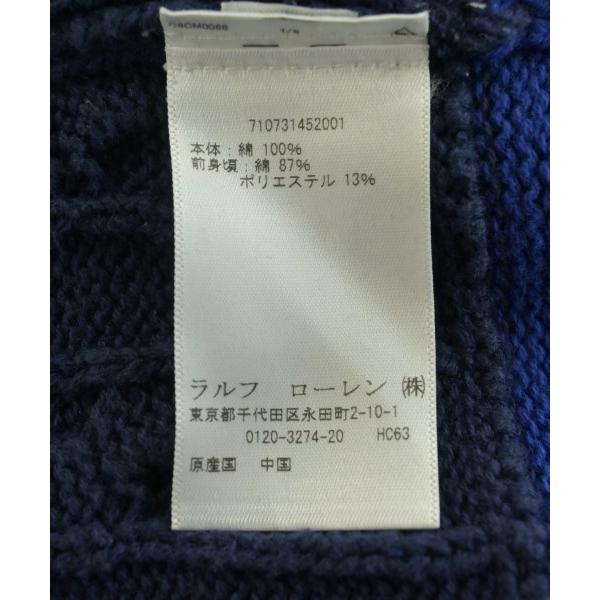 1/8
710731452001
本体：綿 100%
前身頃：綿 87%
ポリエステル 13%
ラルフ ローレン ㈱
東京都千代田区永田町2-10-1
0120-3274-20 HC63
原産国 中国